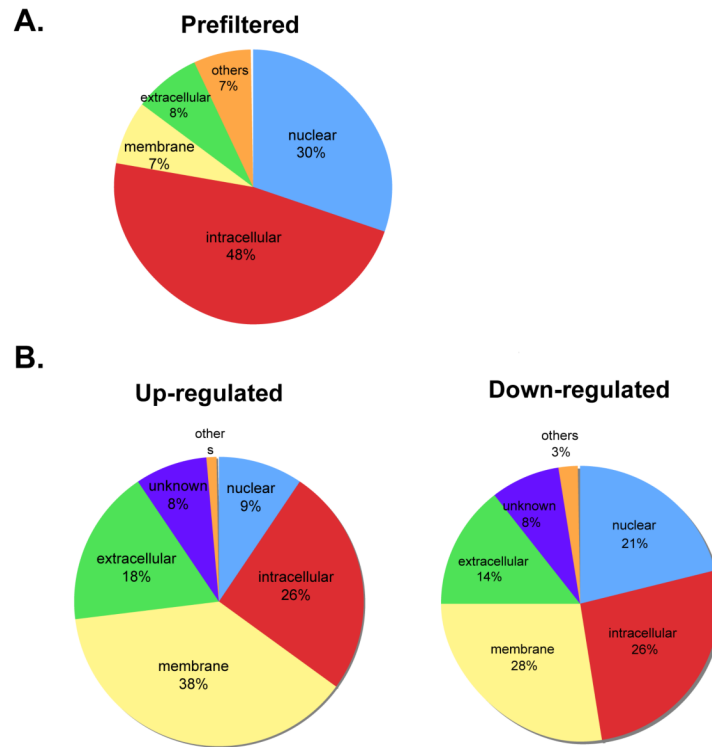 A.
Prefiltered
others
7%
extracellular
8%
nuclear
30%
membrane
7%
intracellular
48%
B.
Up-regulated
other
s
unknown
8%
nuclear
9%
extracellular
18%
intracellular
26%
membrane
38%
Down-regulated
others
3%
unknown
8%
nuclear
21%
extracellular
14%
intracellular
26%
membrane
28%